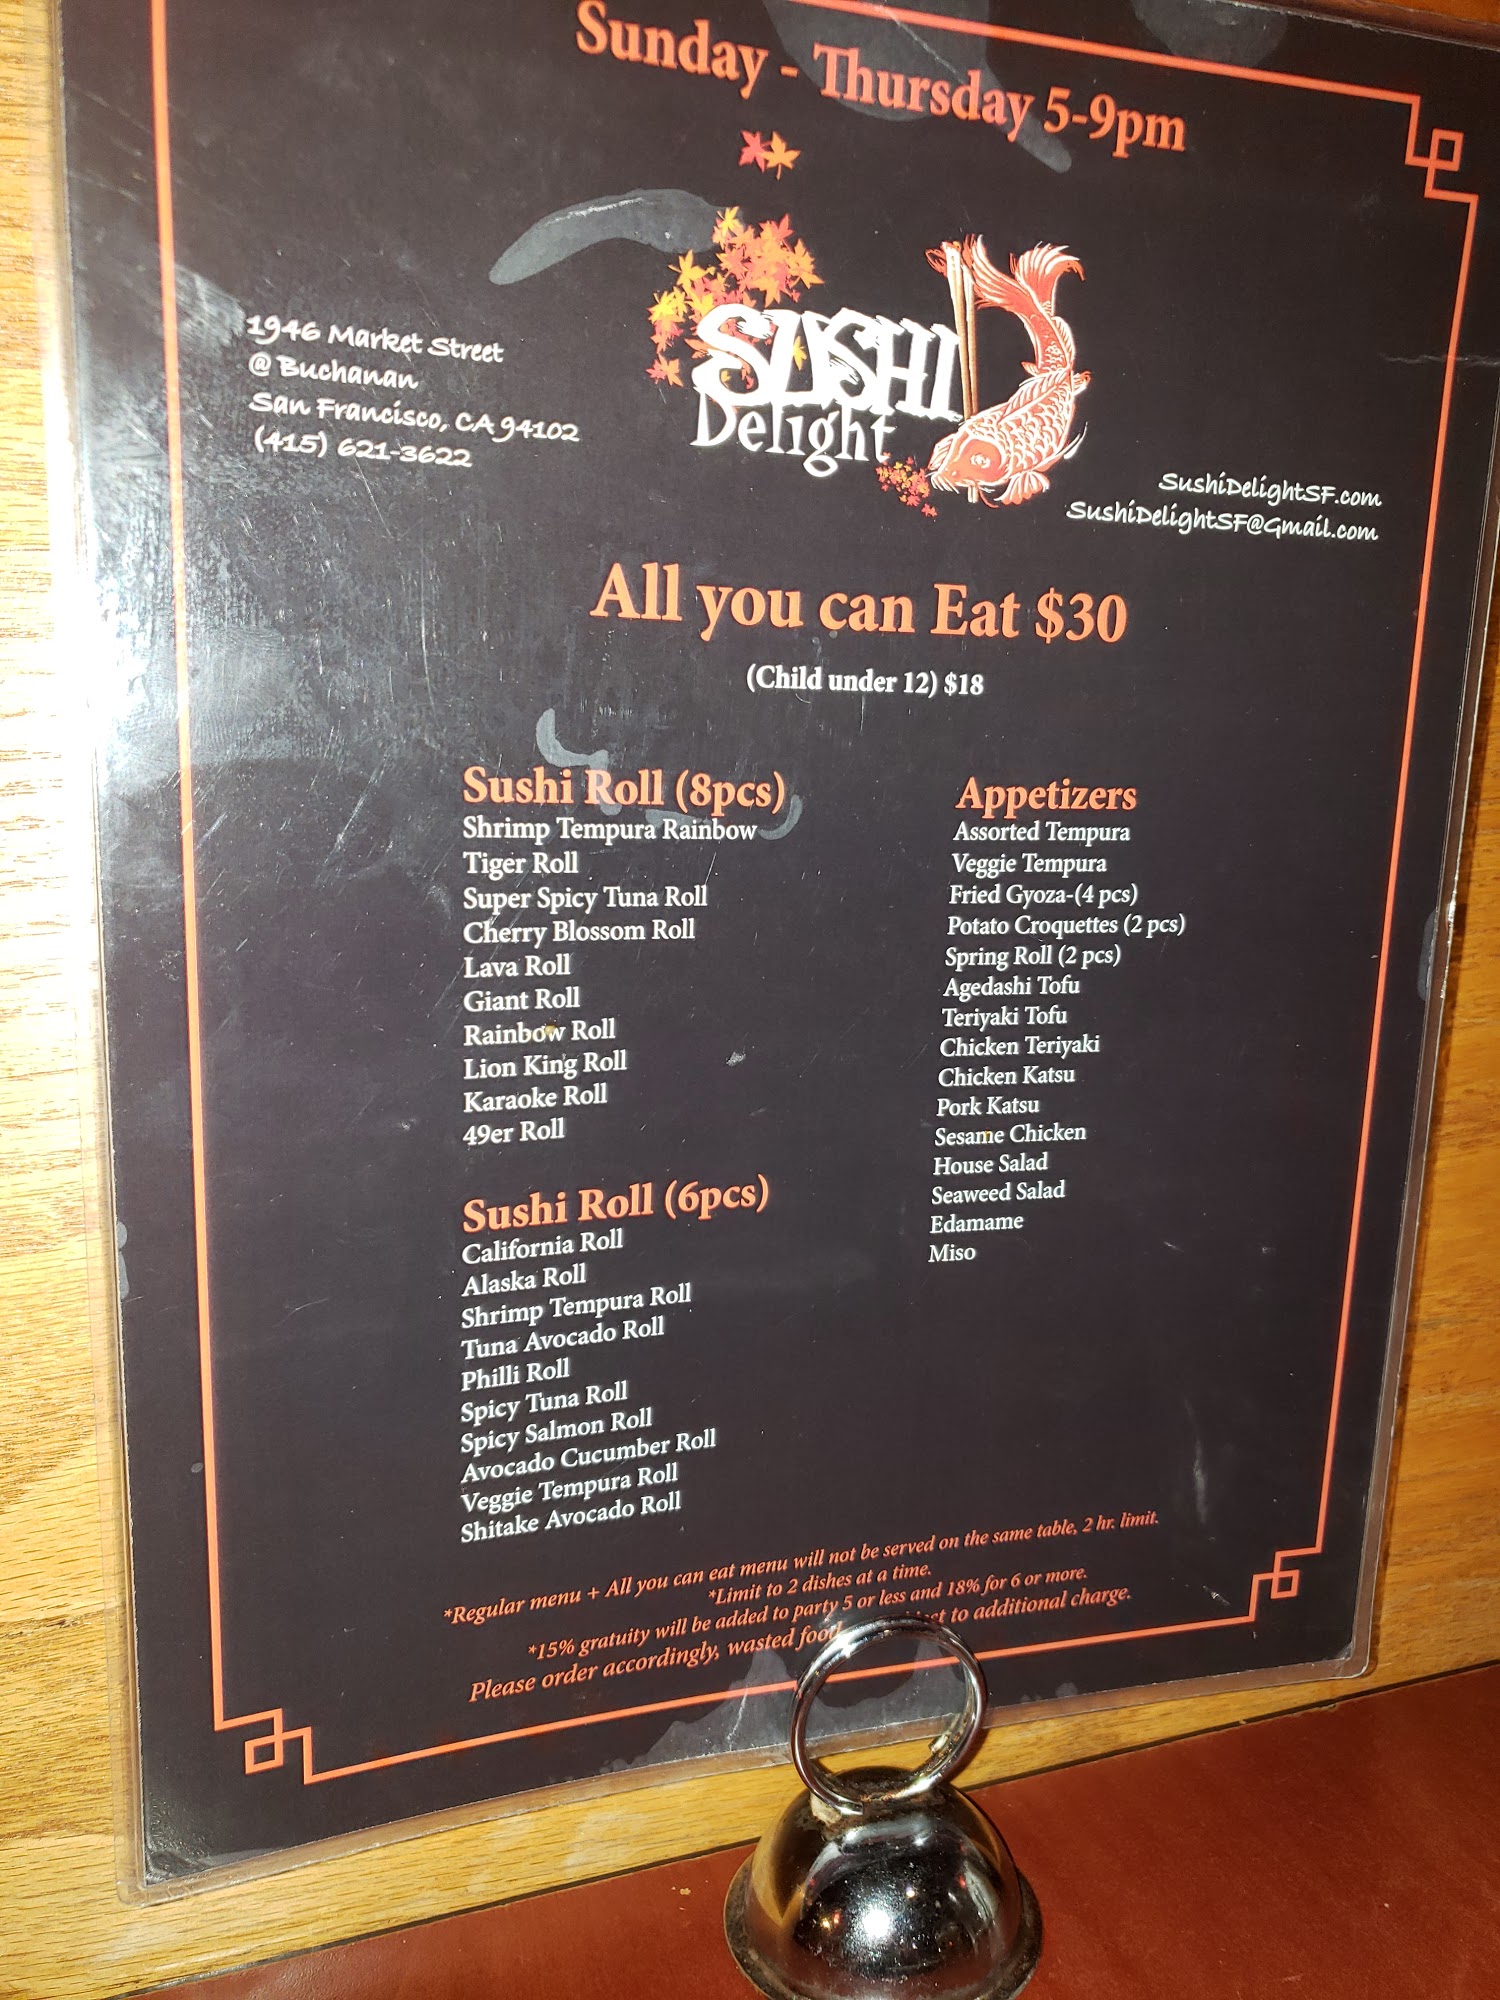 Sunday - Thursday 5-9pm
1946 Market Street
@ Buchanan
San Francisco, CA 94102
(415) 621-3622
SUSHI
Delight
SushiDelightSF.com
SushiDelightSF@Gmail.com
All you can Eat $30
(Child under 12) $18
Sushi Roll (8pcs)
Shrimp Tempura Rainbow
Tiger Roll
Super Spicy Tuna Roll
Cherry Blossom Roll
Lava Roll
Giant Roll
Rainbow Roll
Lion King Roll
Karaoke Roll
49er Roll
Sushi Roll (6pcs)
California Roll
Alaska Roll
Shrimp Tempura Roll
Tuna Avocado Roll
Philli Roll
Spicy Tuna Roll
Spicy Salmon Roll
Avocado Cucumber Roll
Veggie Tempura Roll
Shitake Avocado Roll
Appetizers
Assorted Tempura
Veggie Tempura
Fried Gyoza-(4 pcs)
Potato Croquettes (2 pcs)
Spring Roll (2 pcs)
Agedashi Tofu
Teriyaki Tofu
Chicken Teriyaki
Chicken Katsu
Pork Katsu
Sesame Chicken
House Salad
Seaweed Salad
Edamame
Miso
*Regular menu + All you can eat menu will not be served on the same table, 2 hr. limit.
*Limit to 2 dishes at a time.
*15% gratuity will be added to party 5 or less and 18% for 6 or more.
Please order accordingly, wasted food to additional charge.